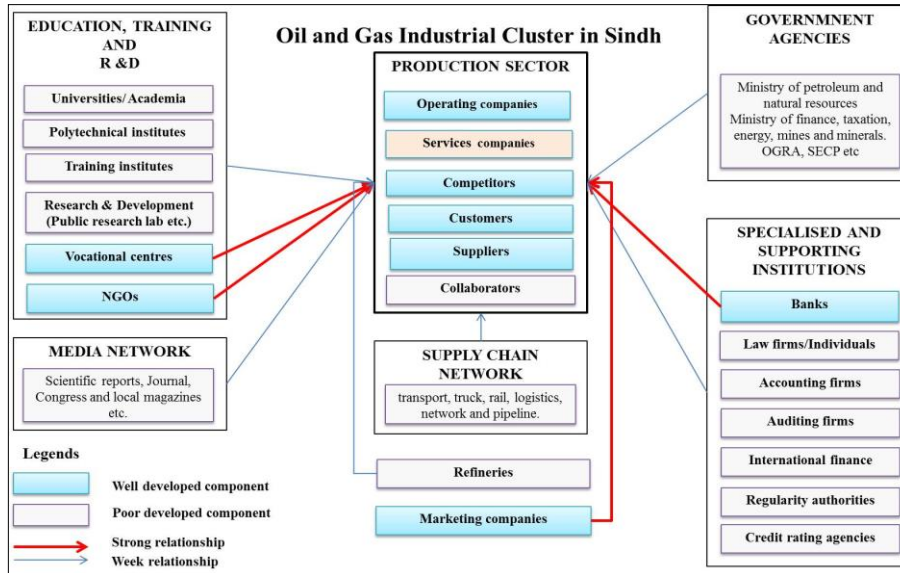 Oil and Gas Industrial Cluster in Sindh
EDUCATION, TRAINING
AND
R &D
Universities/ Academia
Polytechnical institutes
Training institutes
Research & Development
(Public research lab etc.)
Vocational centres
NGOs
MEDIA NETWORK
Scientific reports, Journal,
Congress and local magazines
etc.
Legends
Well developed component
Poor developed component
Strong relationship
Week relationship
PRODUCTION SECTOR
Operating companies
Services companies
Competitors
Customers
Suppliers
Collaborators
SUPPLY CHAIN
NETWORK
transport, truck, rail, logistics,
network and pipeline.
Refineries
Marketing companies
GOVERNMNENT
AGENCIES
Ministry of petroleum and
natural resources
Ministry of finance, taxation,
energy, mines and minerals.
OGRA, SECP etc
SPECIALISED AND
SUPPORTING
INSTITUTIONS
Banks
Law firms/Individuals
Accounting firms
Auditing firms
International finance
Regularity authorities
Credit rating agencies